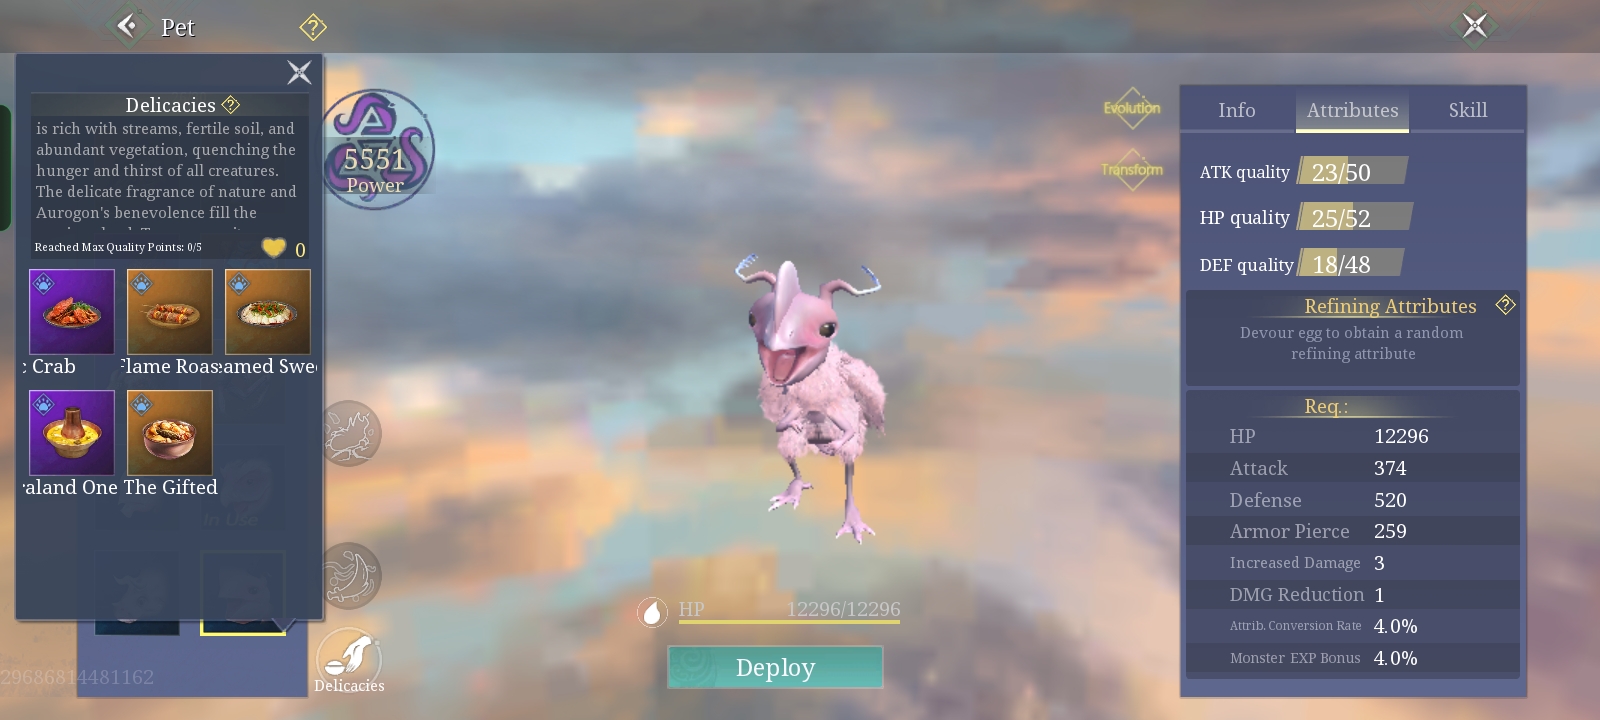 Pet
Delicacies
is rich with streams, fertile soil, and
abundant vegetation, quenching the
hunger and thirst of all creatures.
The delicate fragrance of nature and
Aurogon's benevolence fill the
Reached Max Quality Points: 0/5
0
Crab
Flame Roas
eamed Swe
aland One
The Gifted
In Use
29686814481162
5551
Power
Delicacies
HP 12296/12296
Deploy
Evolution
Transform
Info Attributes Skill
ATK quality 23/50
HP quality 25/52
DEF quality 18/48
Refining Attributes
Devour egg to obtain a random
refining attribute
Req.:
HP 12296
Attack 374
Defense 520
Armor Pierce 259
Increased Damage 3
DMG Reduction 1
Attrib. Conversion Rate 4.0%
Monster EXP Bonus 4.0%